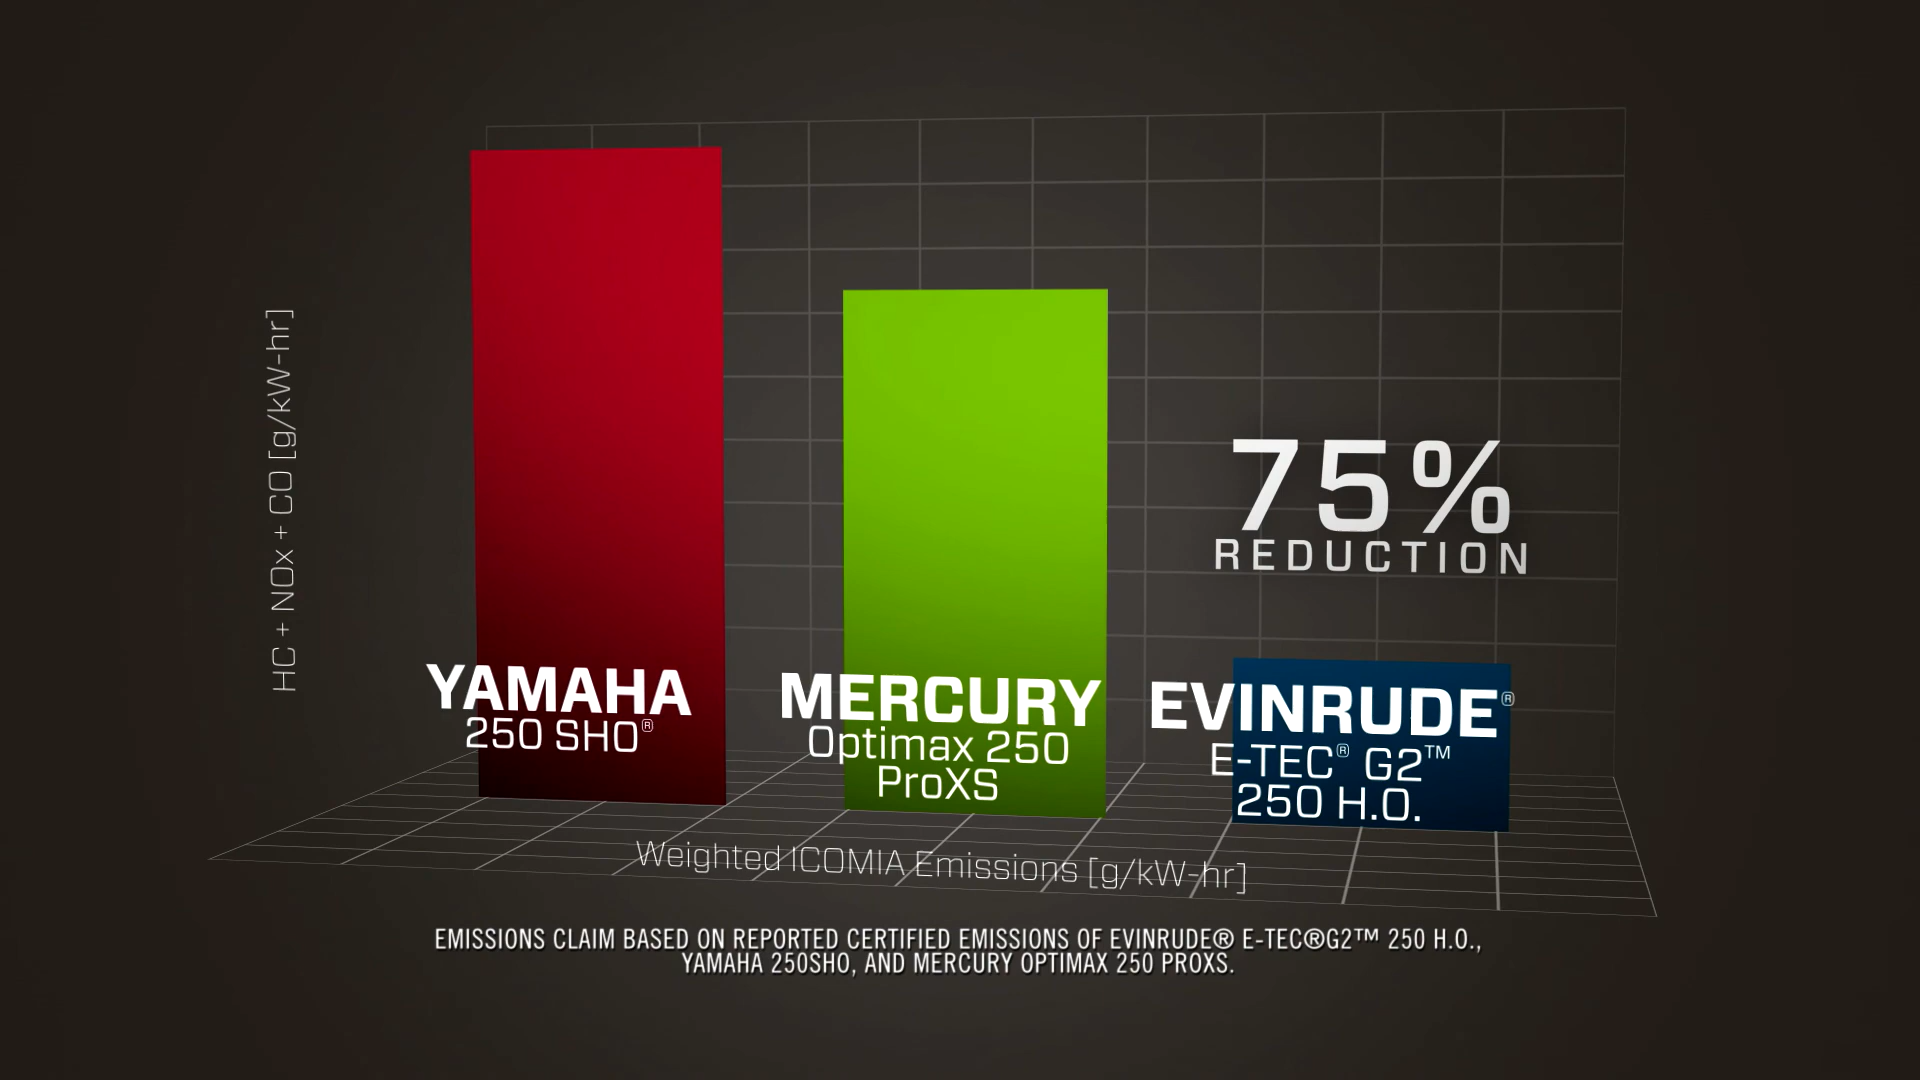 HC + NOx + CO [g/kW-hr]
75%
REDUCTION
YAMAHA
250 SHO®
MERCURY
Optimax 250
ProXS
EVINRUDE®
E-TEC® G2™
250 H.O.
Weighted ICOMIA Emissions [g/kW-hr]
EMISSIONS CLAIM BASED ON REPORTED CERTIFIED EMISSIONS OF EVINRUDE® E-TEC®G2™ 250 H.O.,
YAMAHA 250SHO, AND MERCURY OPTIMAX 250 PROXS.